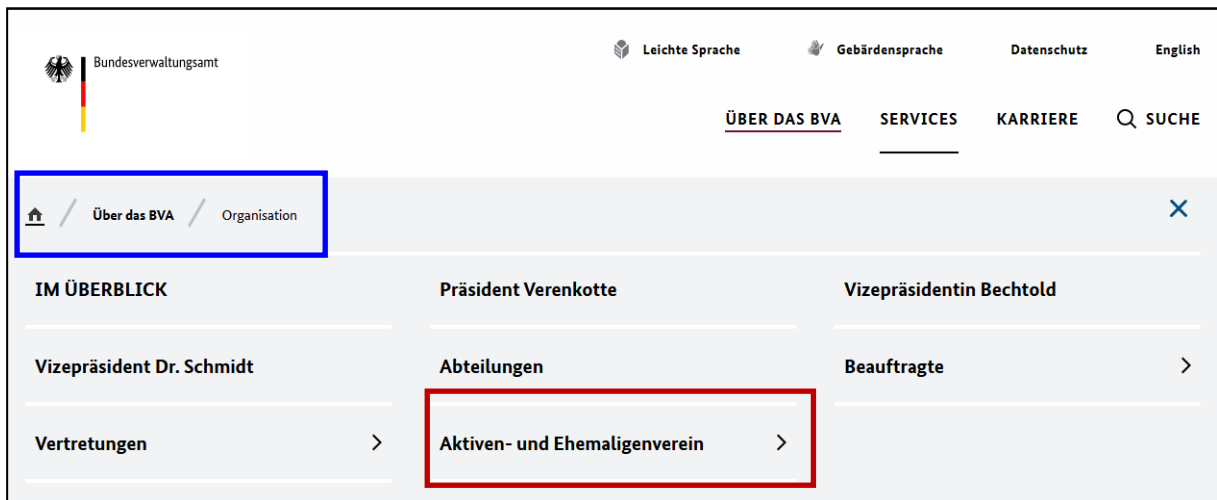 Leichte Sprache Gebärdensprache Datenschutz English
Bundesverwaltungsamt
ÜBER DAS BVA SERVICES KARRIERE SUCHE
Über das BVA Organisation
IM ÜBERBLICK Präsident Verenkotte Vizepräsidentin Bechtold
Vizepräsident Dr. Schmidt Abteilungen Beauftragte
Vertretungen Aktiven- und Ehemaligenverein